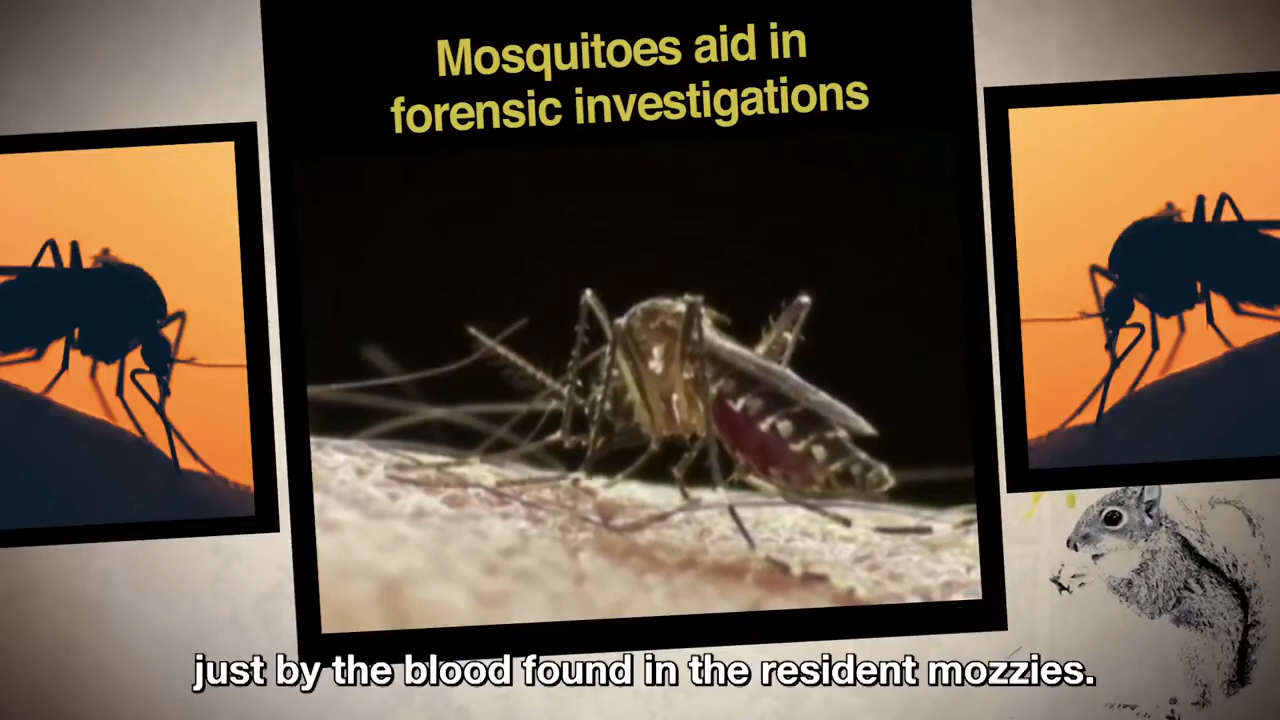 Mosquitoes aid in
forensic investigations
just by the blood found in the resident mozzies.